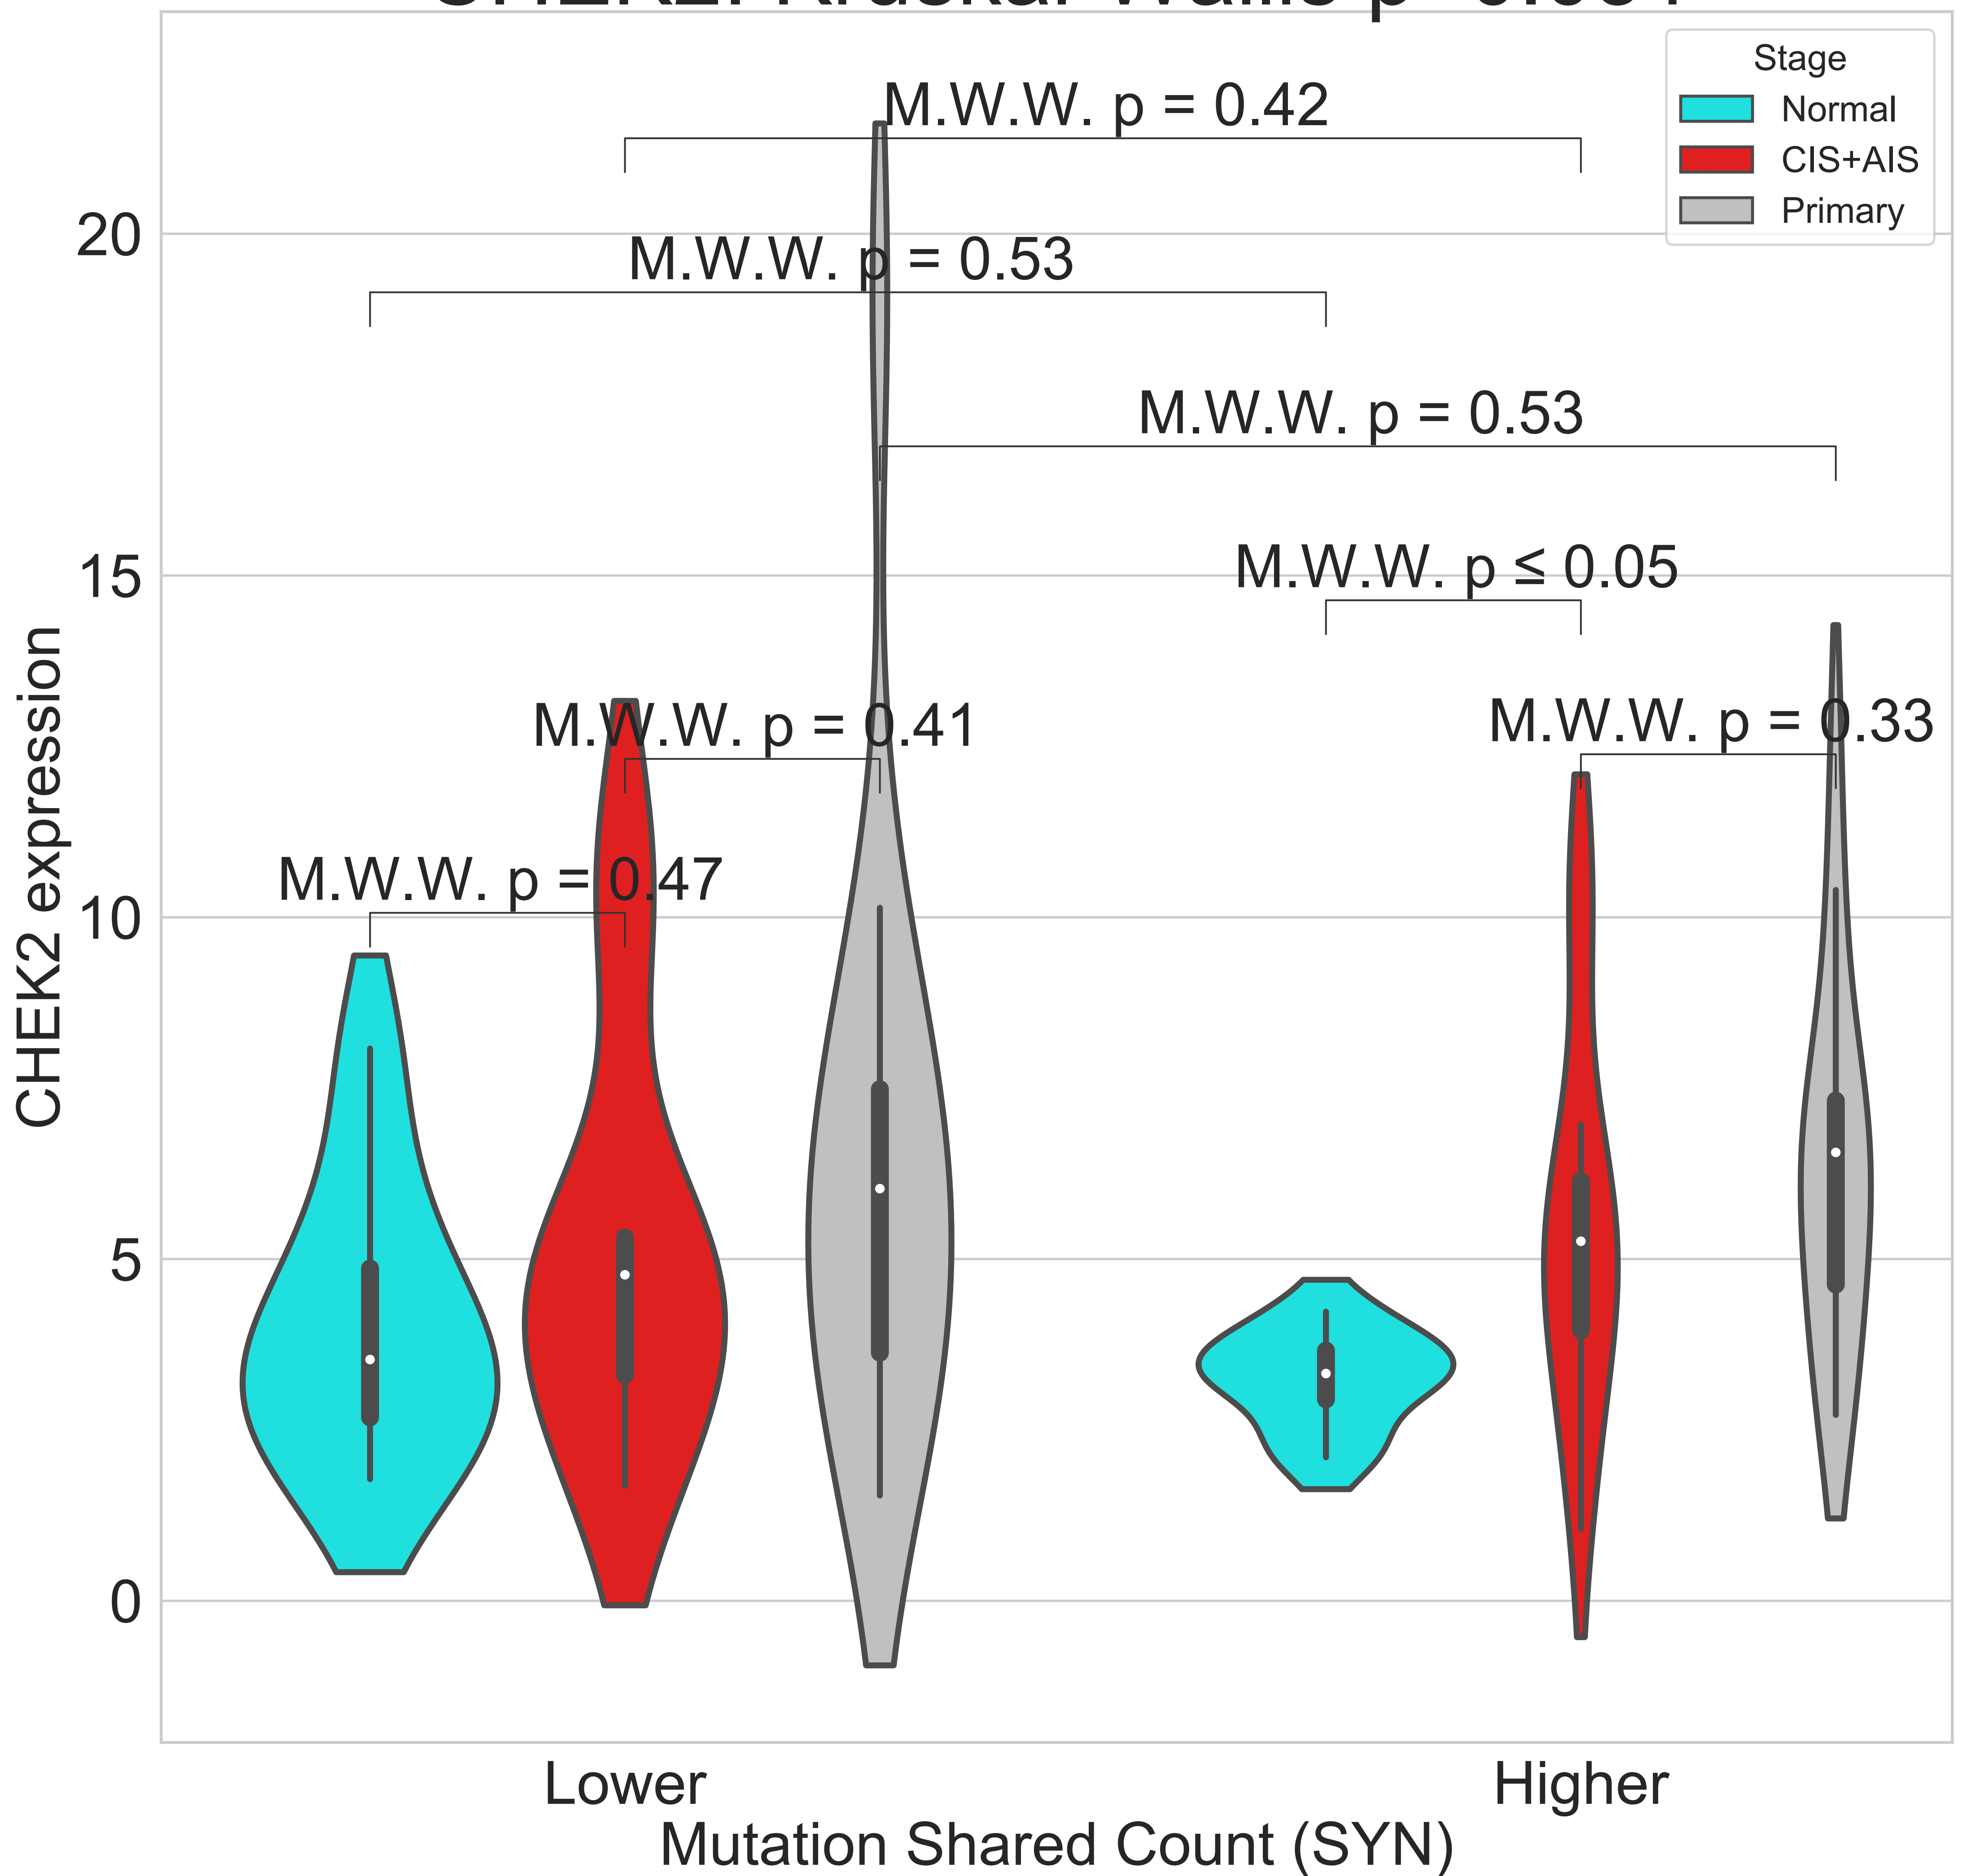 Stage
Normal
CIS+AIS
Primary
M.W.W. p = 0.42
M.W.W. p = 0.53
M.W.W. p = 0.53
M.W.W. p ≤ 0.05
M.W.W. p = 0.41
M.W.W. p = 0.33
M.W.W. p = 0.47
20
15
10
5
0
CHEK2 expression
Lower
Higher
Mutation Shared Count (SYN)